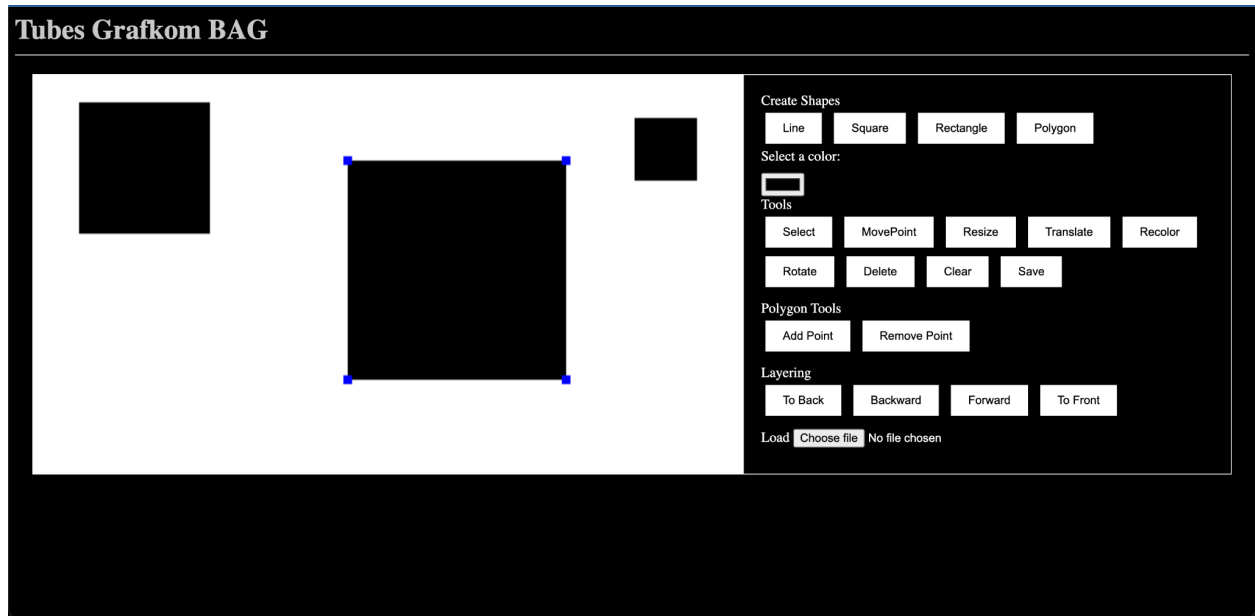 Tubes Grafkom BAG
Create Shapes
Line Square Rectangle Polygon
Select a color:
Tools
Select MovePoint Resize Translate Recolor
Rotate Delete Clear Save
Polygon Tools
Add Point Remove Point
Layering
To Back Backward Forward To Front
Load Choose file No file chosen